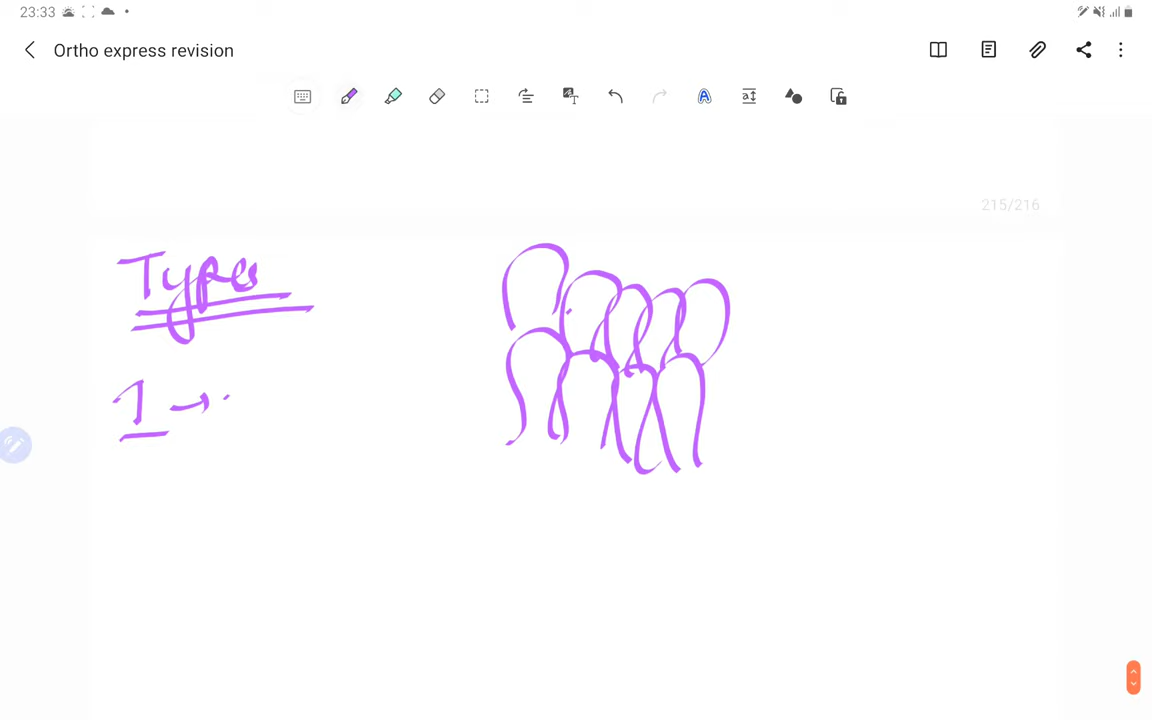 23:33
Ortho express revision
215/216
Types
1 →